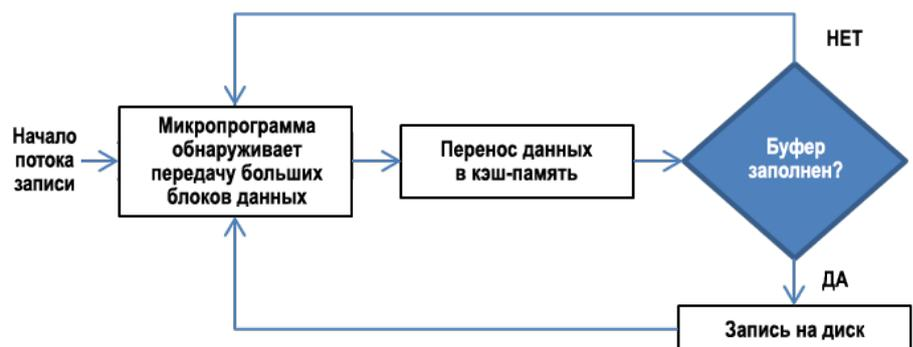 Начало
потока
записи
Микропрограмма
обнаруживает
передачу больших
блоков данных
Перенос данных
в кэш-память
Буфер
заполнен?
НЕТ
ДА
Запись на диск